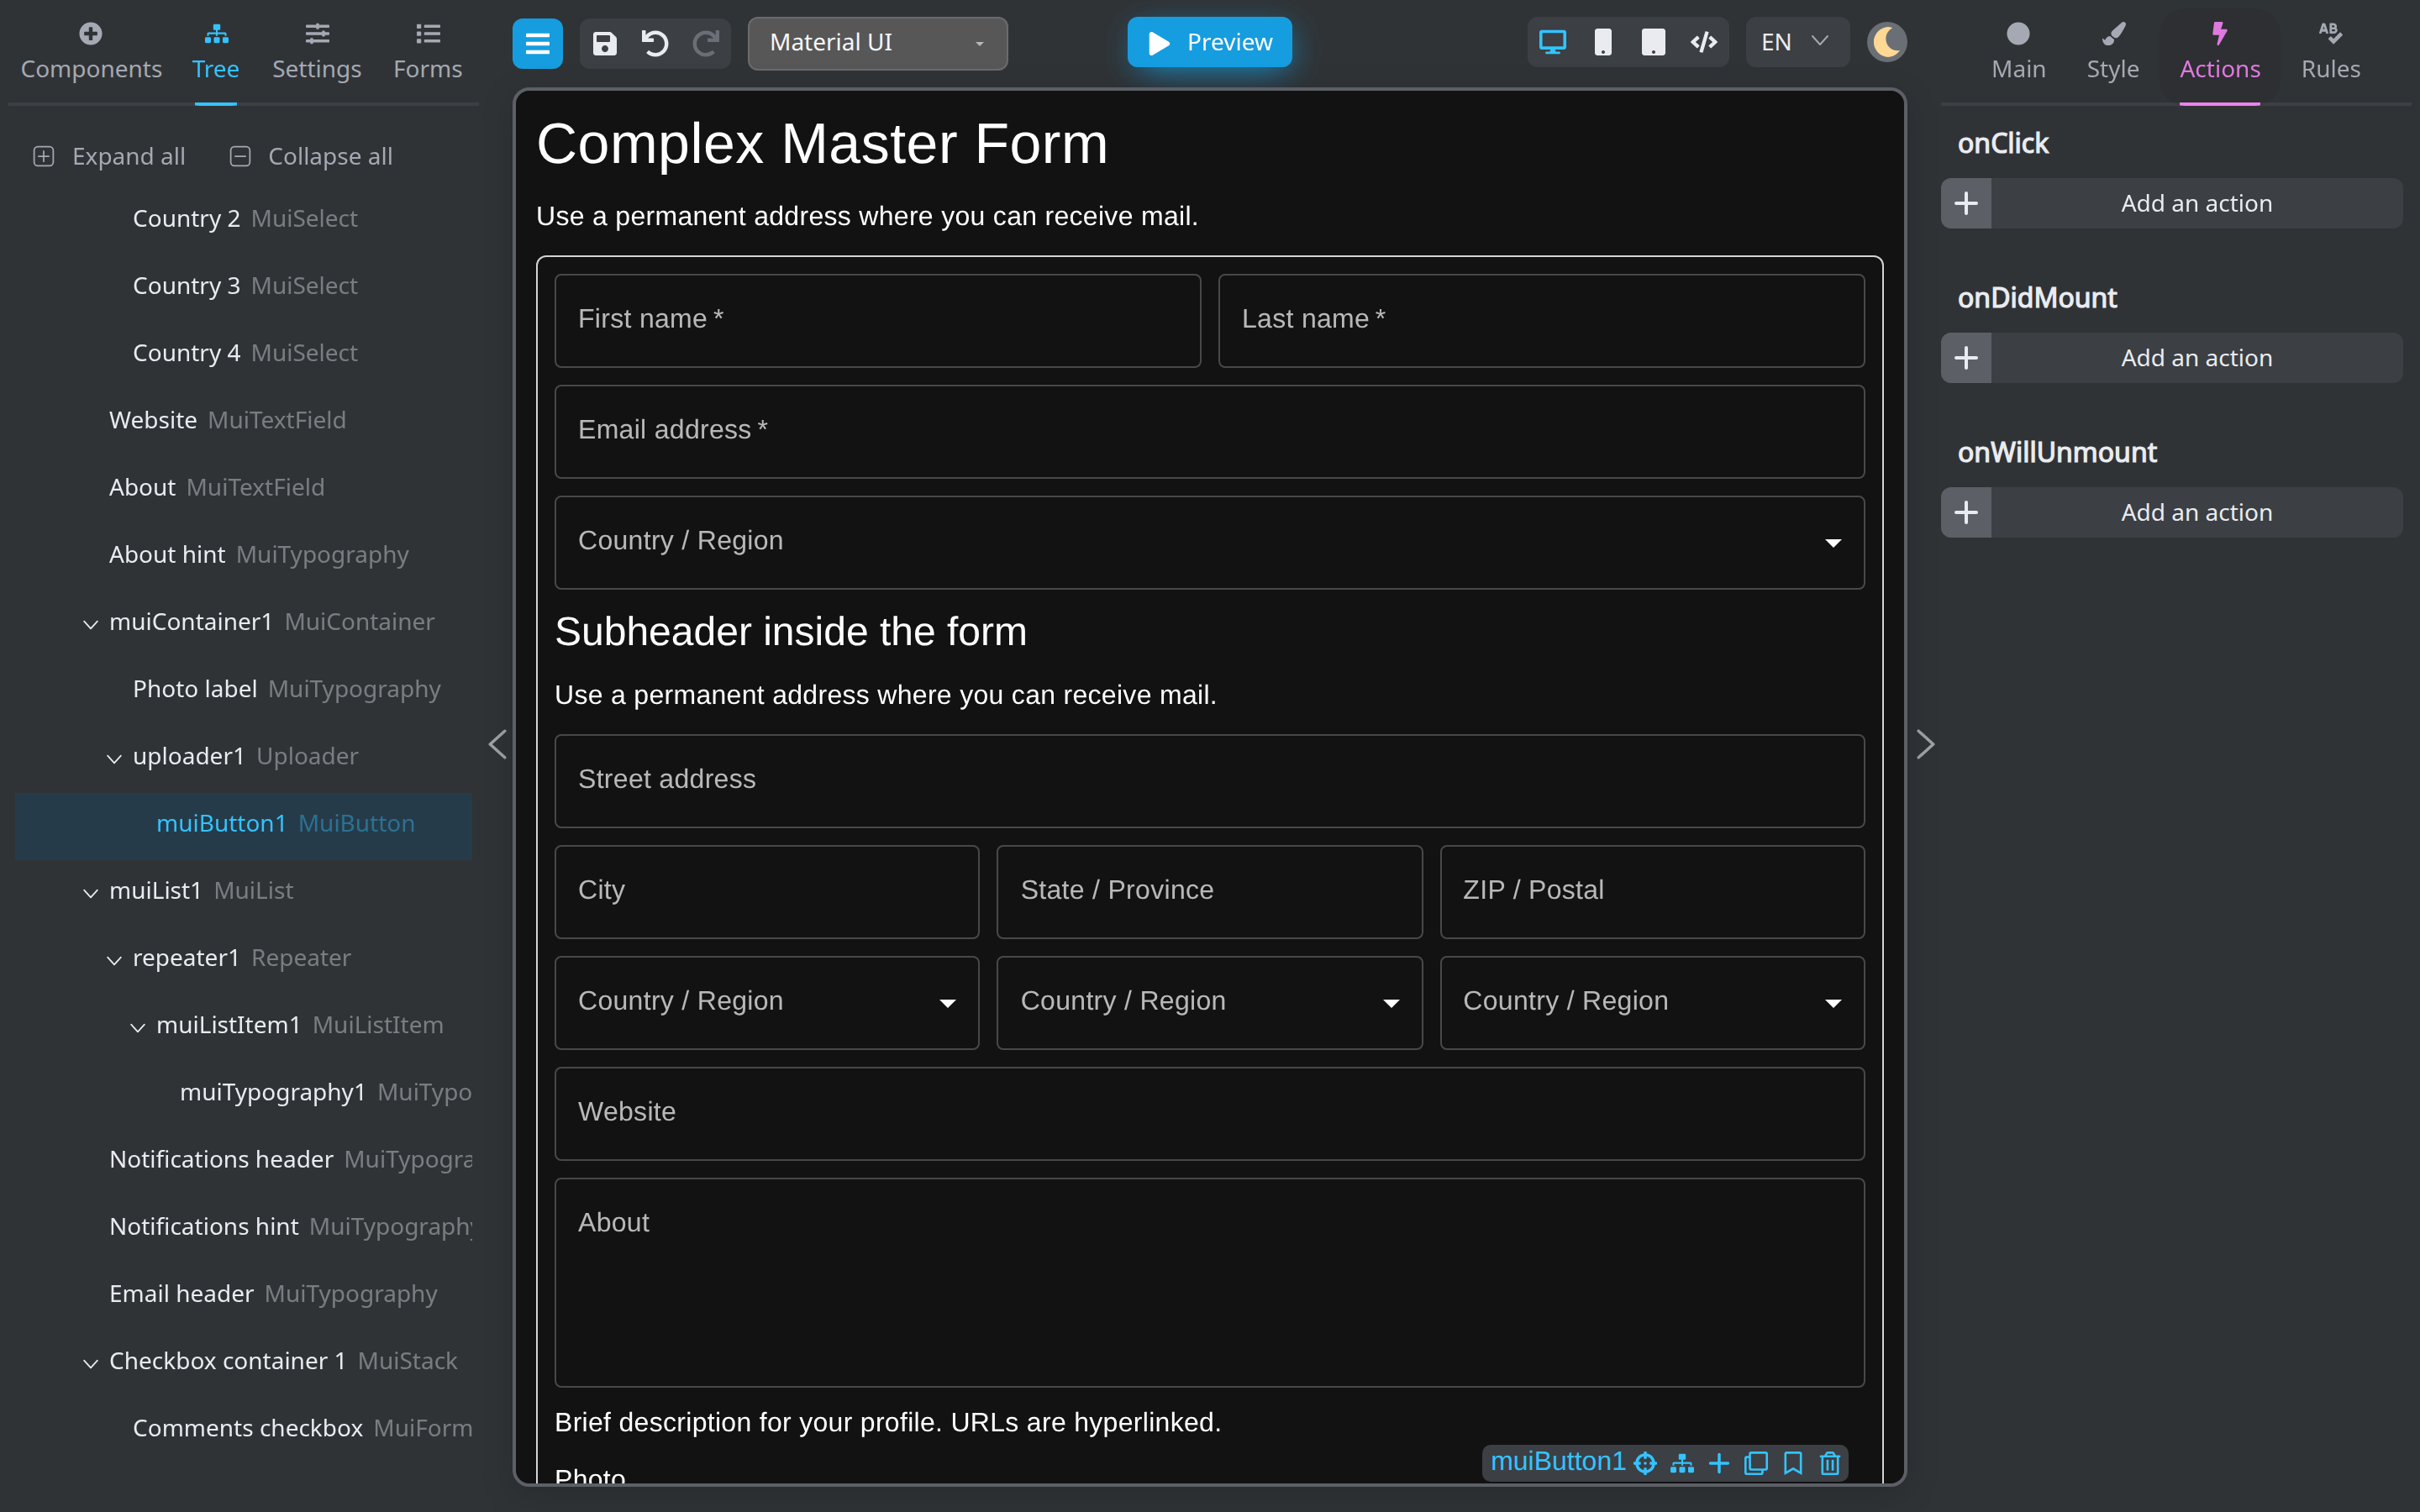 Components
Tree
Settings
Forms
Material UI
Preview
EN
Main
Style
Actions
AB
Rules
Expand all
Collapse all
Country 2 MuiSelect
Country 3 MuiSelect
Country 4 MuiSelect
Website MuiTextField
About MuiTextField
About hint MuiTypography
muiContainer1 MuiContainer
Photo label MuiTypography
uploader1 Uploader
muiButton1 MuiButton
muiList1 MuiList
repeater1 Repeater
muiListItem1 MuiListItem
muiTypography1 MuiTypo
Notifications header MuiTypogra
Notifications hint MuiTypography
Email header MuiTypography
Checkbox container 1 MuiStack
Comments checkbox MuiForm
Complex Master Form
Use a permanent address where you can receive mail.
First name *
Last name *
Email address *
Country / Region
Subheader inside the form
Use a permanent address where you can receive mail.
Street address
City
State / Province
ZIP / Postal
Country / Region
Country / Region
Country / Region
Website
About
Brief description for your profile. URLs are hyperlinked.
Photo
muiButton1
onClick
Add an action
onDidMount
Add an action
onWillUnmount
Add an action